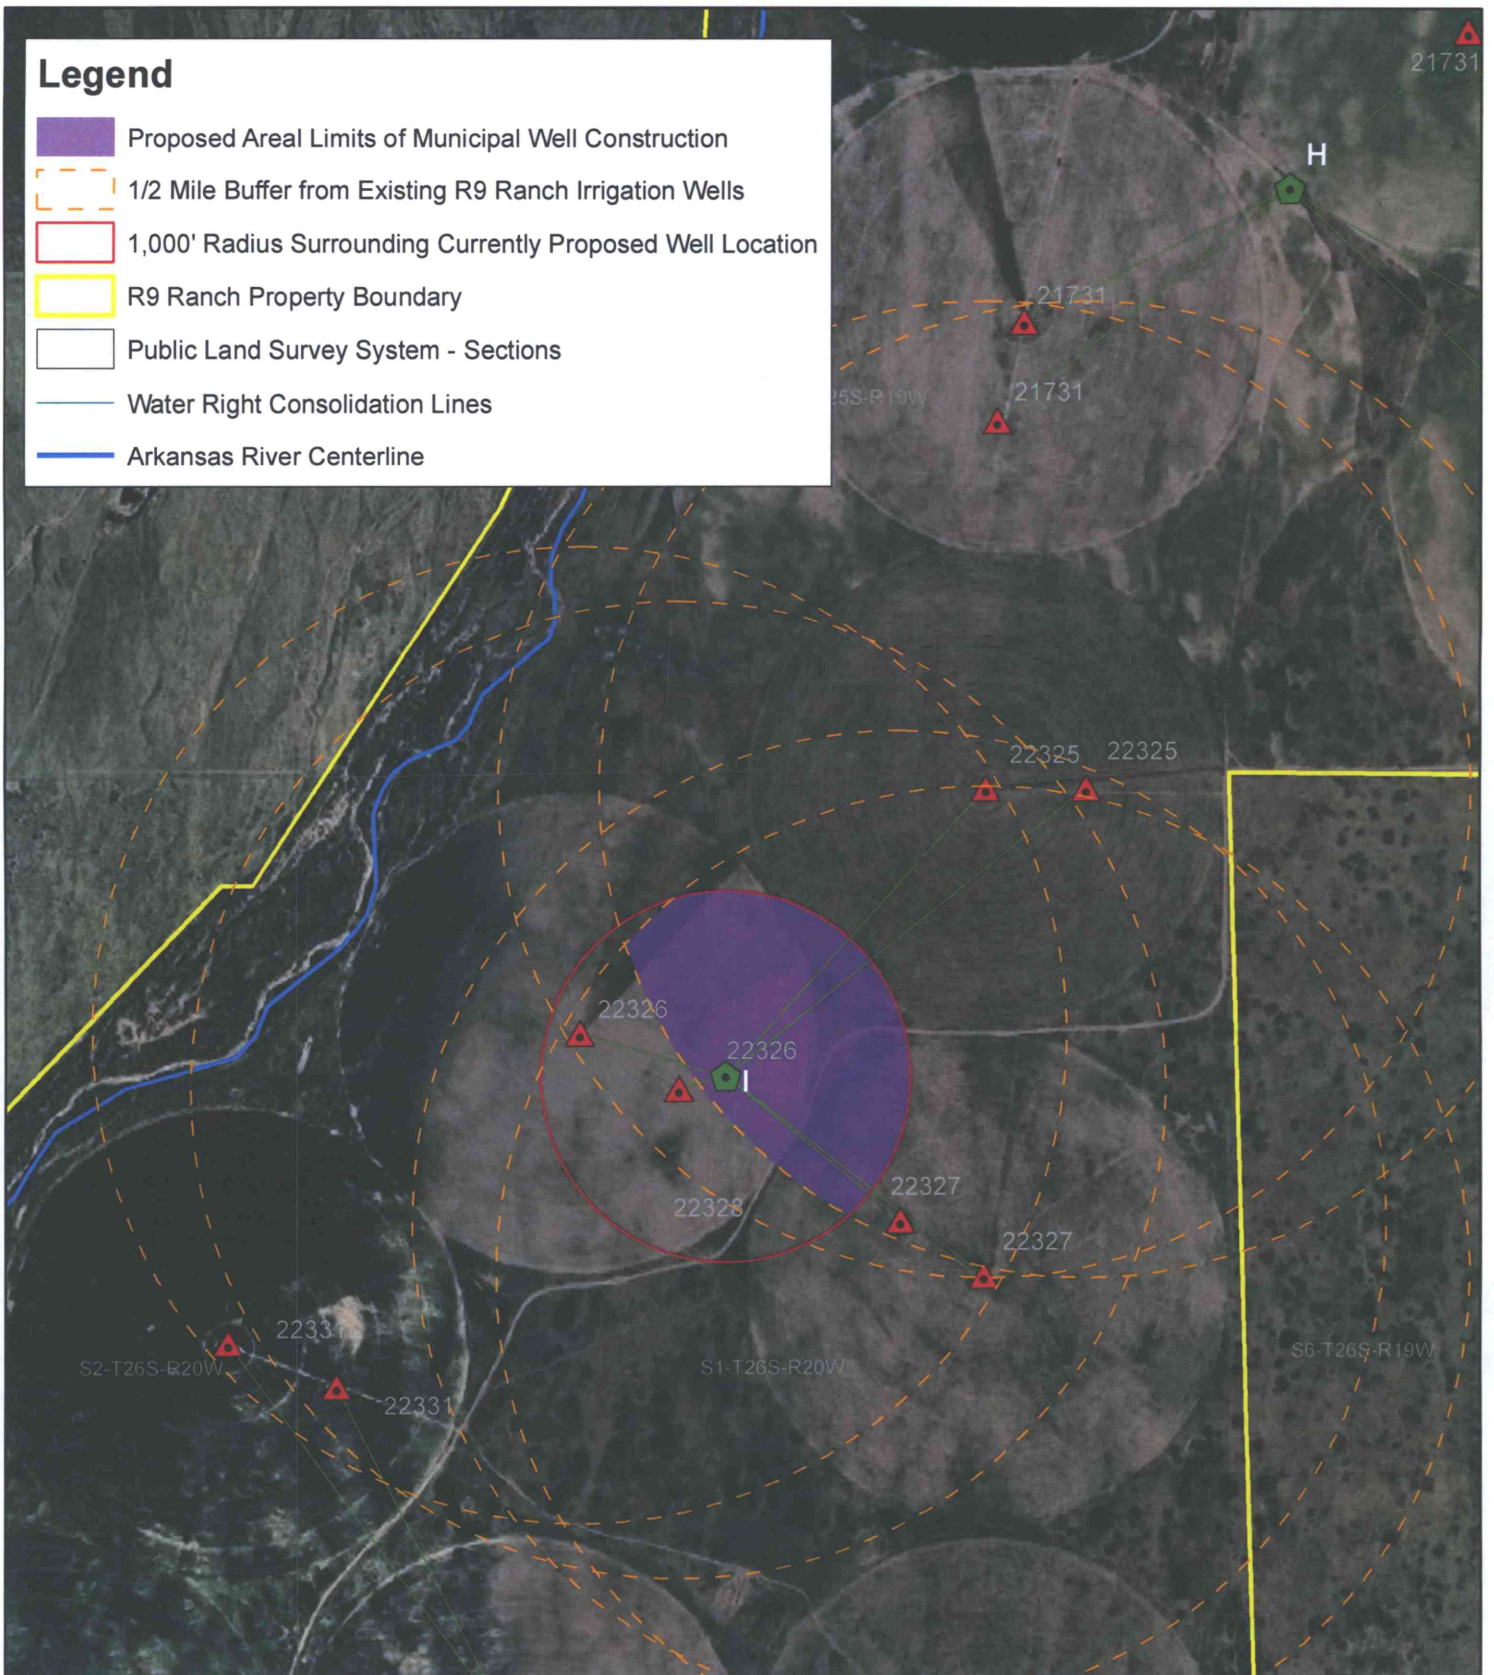 Legend
Proposed Areal Limits of Municipal Well Construction
1/2 Mile Buffer from Existing R9 Ranch Irrigation Wells
1,000' Radius Surrounding Currently Proposed Well Location
R9 Ranch Property Boundary
Public Land Survey System - Sections
Water Right Consolidation Lines
Arkansas River Centerline
21731
H
21731
21731
25S-R19W
22325
22325
22326
22326
I
22327
22328
22327
22331
22331
S2-T26S-R20W
S1-T26S-R20W
S6-T26S-R19W